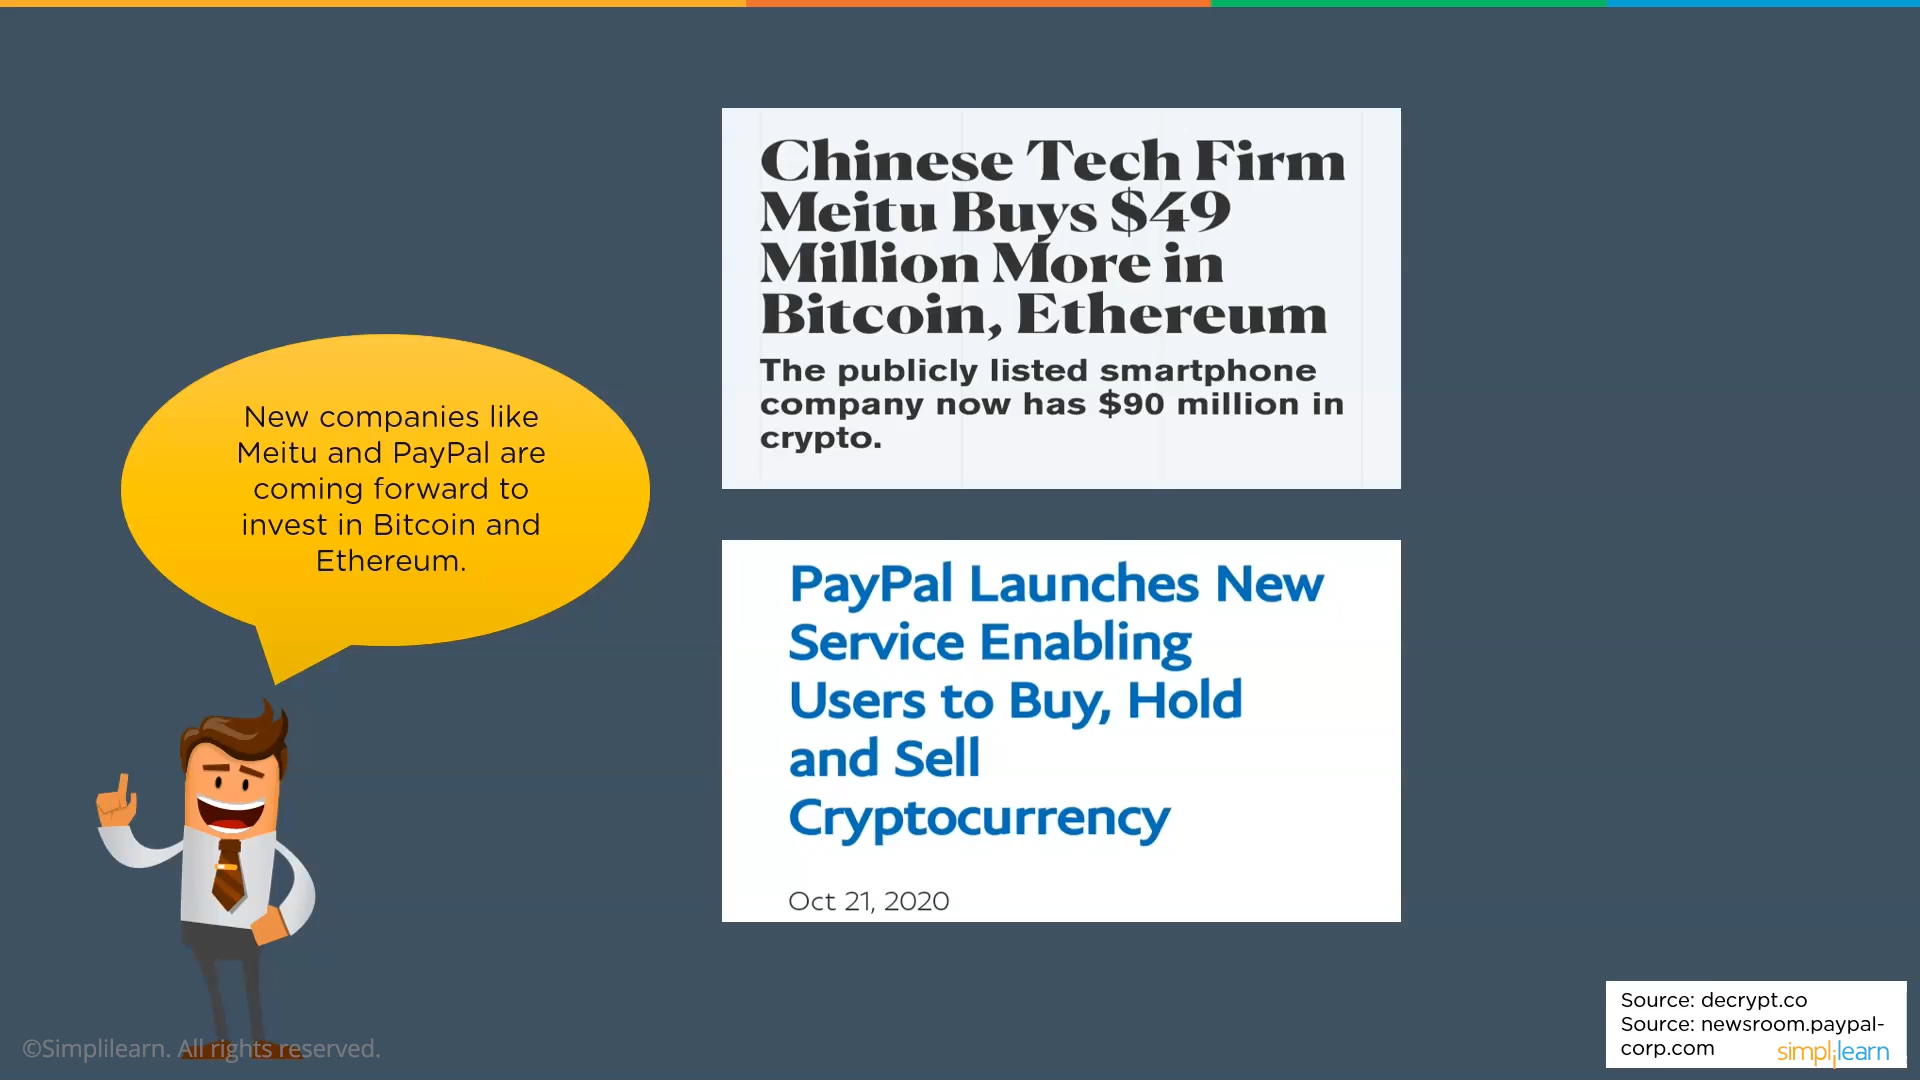 Chinese Tech Firm
Meitu Buys $49
Million More in
Bitcoin, Ethereum
The publicly listed smartphone
company now has $90 million in
crypto.
New companies like
Meitu and PayPal are
coming forward to
invest in Bitcoin and
Ethereum.
PayPal Launches New
Service Enabling
Users to Buy, Hold
and Sell
Cryptocurrency
Oct 21, 2020
Source: decrypt.co
Source: newsroom.paypal-
corp.com
simplilearn
©Simplilearn. All rights reserved.